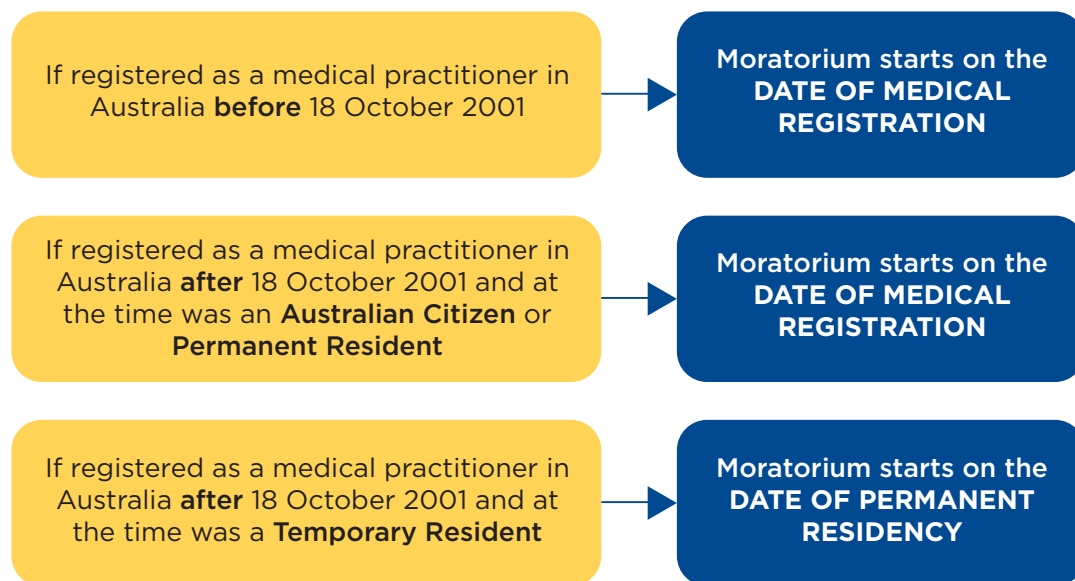 If registered as a medical practitioner in
Australia before 18 October 2001
Moratorium starts on the
DATE OF MEDICAL
REGISTRATION
If registered as a medical practitioner in
Australia after 18 October 2001 and at
the time was an Australian Citizen or
Permanent Resident
Moratorium starts on the
DATE OF MEDICAL
REGISTRATION
If registered as a medical practitioner in
Australia after 18 October 2001 and at
the time was a Temporary Resident
Moratorium starts on the
DATE OF PERMANENT
RESIDENCY